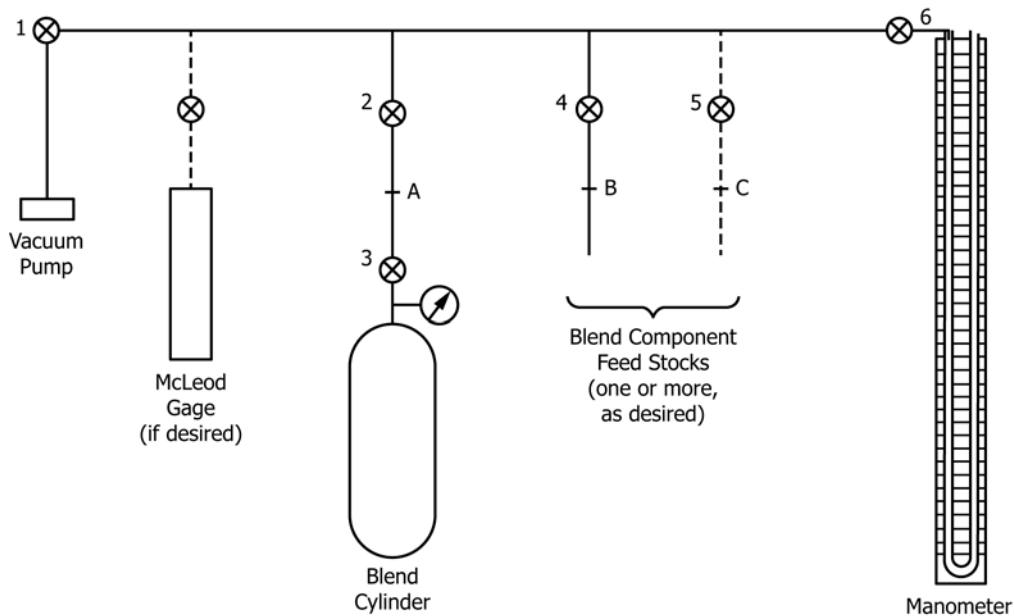 1
6
2
4
5
A
B
C
3
Vacuum
Pump
McLeod
Gage
(if desired)
Blend Component
Feed Stocks
(one or more,
as desired)
Blend
Cylinder
Manometer